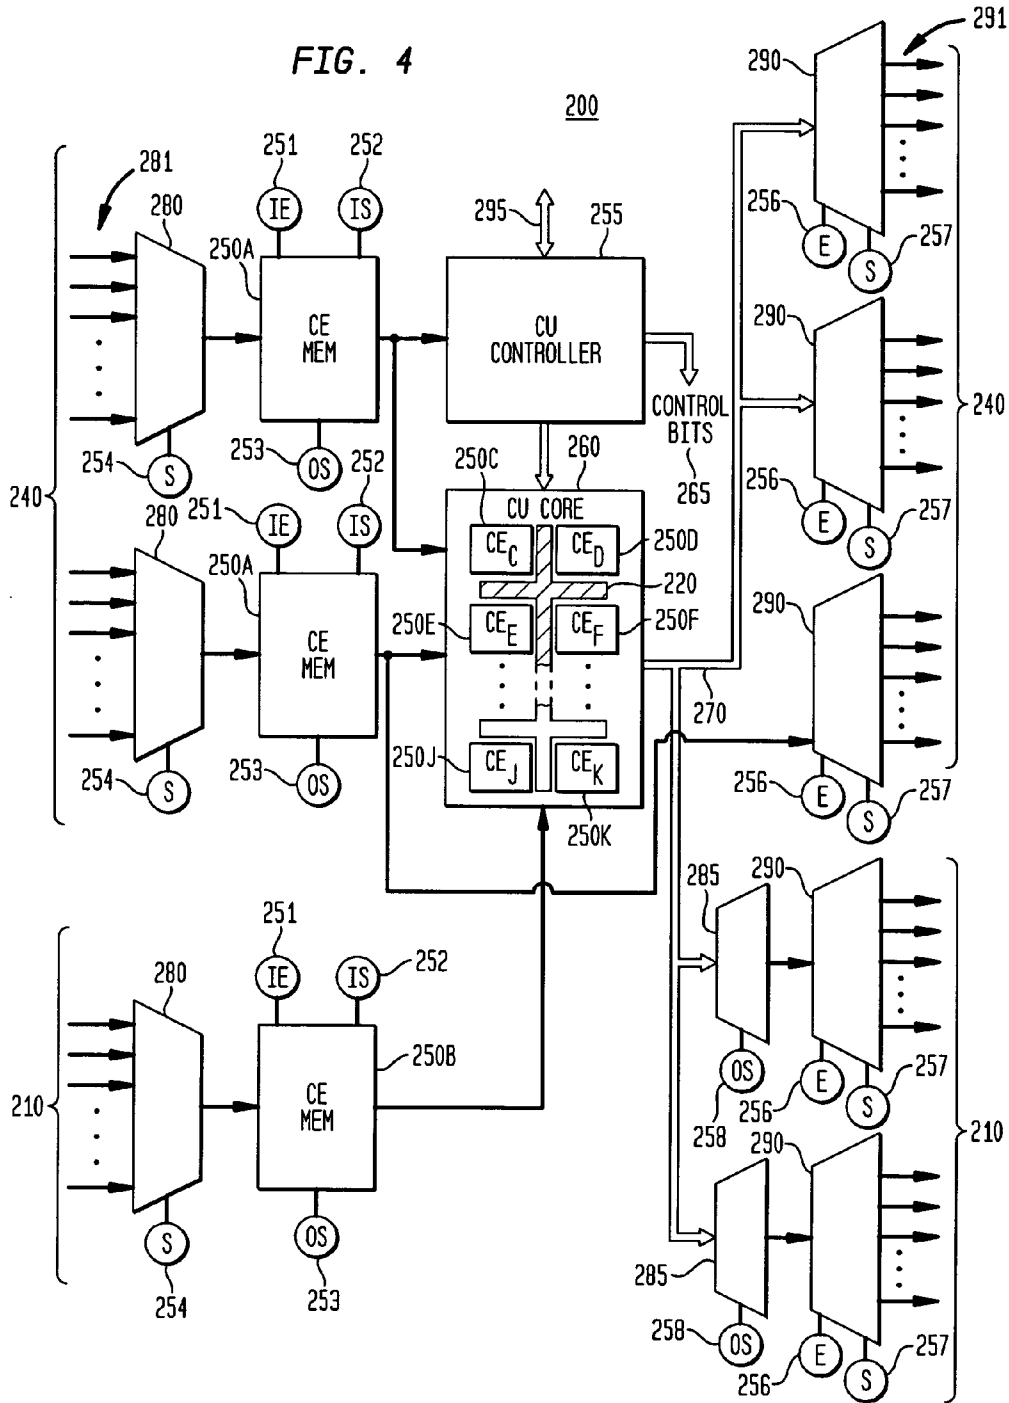 FIG. 4
200
291
290
240
256
E
S
257
281
280
251
252
IE
IS
250A
CE
MEM
254
S
253
OS
240
295
255
CU
CONTROLLER
CONTROL
BITS
265
290
240
256
E
S
257
280
251
252
IE
IS
250A
CE
MEM
254
S
253
OS
250C
260
CU CORE
CE C
CE D
250D
220
250E
CE E
CE F
250F
270
250J
CE J
CE K
250K
290
256
E
S
257
210
280
251
252
IE
IS
250B
CE
MEM
S
254
OS
253
285
290
OS
258
256
E
S
257
210
285
290
258
OS
256
E
S
257